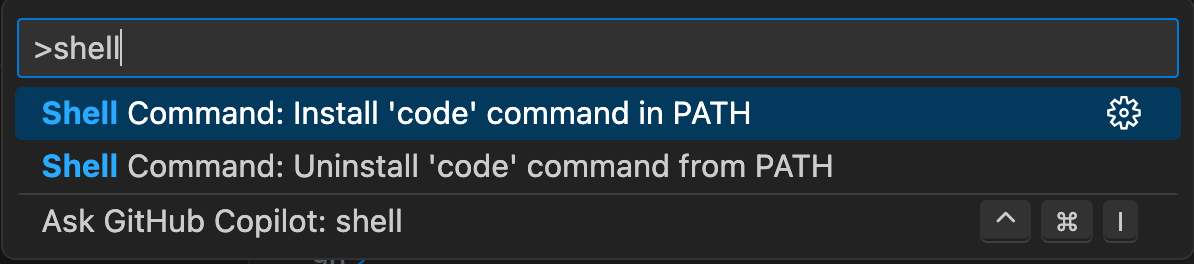 >shell
Shell Command: Install 'code' command in PATH
Shell Command: Uninstall 'code' command from PATH
Ask GitHub Copilot: shell ^ ⌘ I